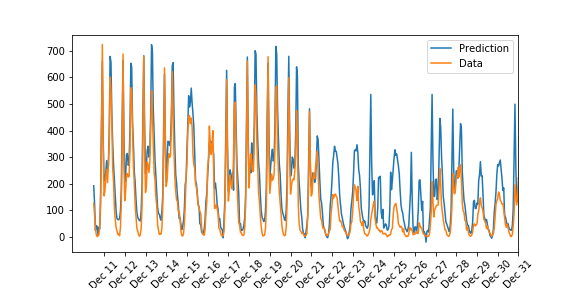 Prediction
Data
700
600
500
400
300
200
100
0
Dec 11
Dec 12
Dec 13
Dec 14
Dec 15
Dec 16
Dec 17
Dec 18
Dec 19
Dec 20
Dec 21
Dec 22
Dec 23
Dec 24
Dec 25
Dec 26
Dec 27
Dec 28
Dec 29
Dec 30
Dec 31